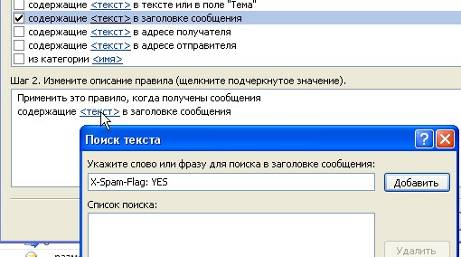 содержащие <текст> в тексте или в поле "Тема"
содержащие <текст> в заголовке сообщения
содержащие <текст> в адресе получателя
содержащие <текст> в адресе отправителя
из категории <имя>
Шаг 2. Измените описание правила (щелкните подчеркнутое значение).
Применить это правило, когда получены сообщения
содержащие <текст> в заголовке сообщения
Поиск текста
Укажите слово или фразу для поиска в заголовке сообщения:
X-Spam-Flag: YES
Добавить
Список поиска:
Удалить